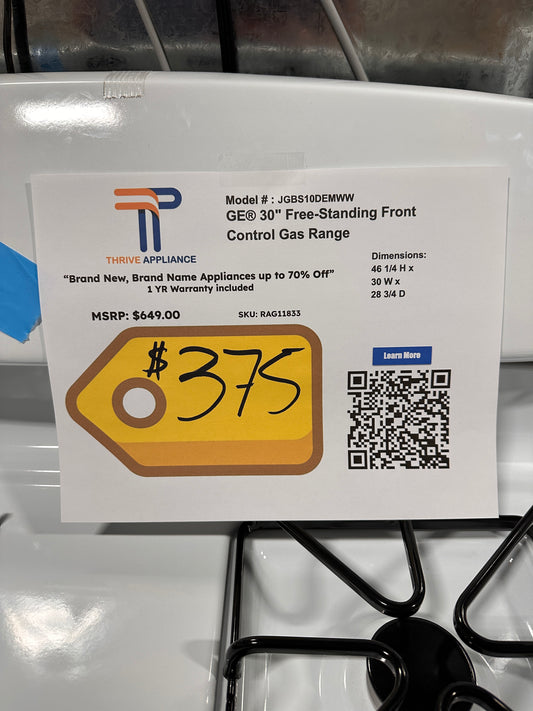 THRIVE APPLIANCE
Model # : JGBS10DEMWW
GE® 30" Free-Standing Front
Control Gas Range
“Brand New, Brand Name Appliances up to 70% Off”
1 YR Warranty included
Dimensions:
46 1/4 H x
30 W x
28 3/4 D
MSRP: $649.00
SKU: RAG11833
$375
Learn More